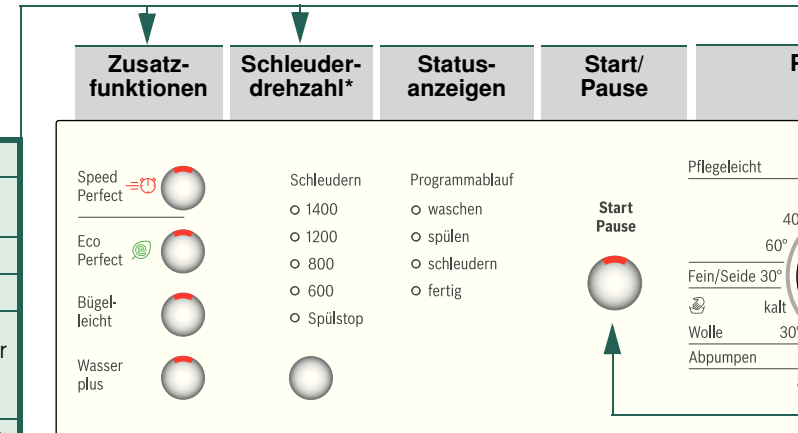 Zusatz-
funktionen
Schleuder-
drehzahl*
Status-
anzeigen
Start/
Pause
Speed
Perfect
Eco
Perfect
Bügel-
leicht
Wasser
plus
Schleudern
1400
1200
800
600
Spülstop
Programmablauf
waschen
spülen
schleudern
fertig
Start
Pause
Pflegeleicht
40
60°
Fein/Seide 30°
kalt
Wolle 30°
Abpumpen
r